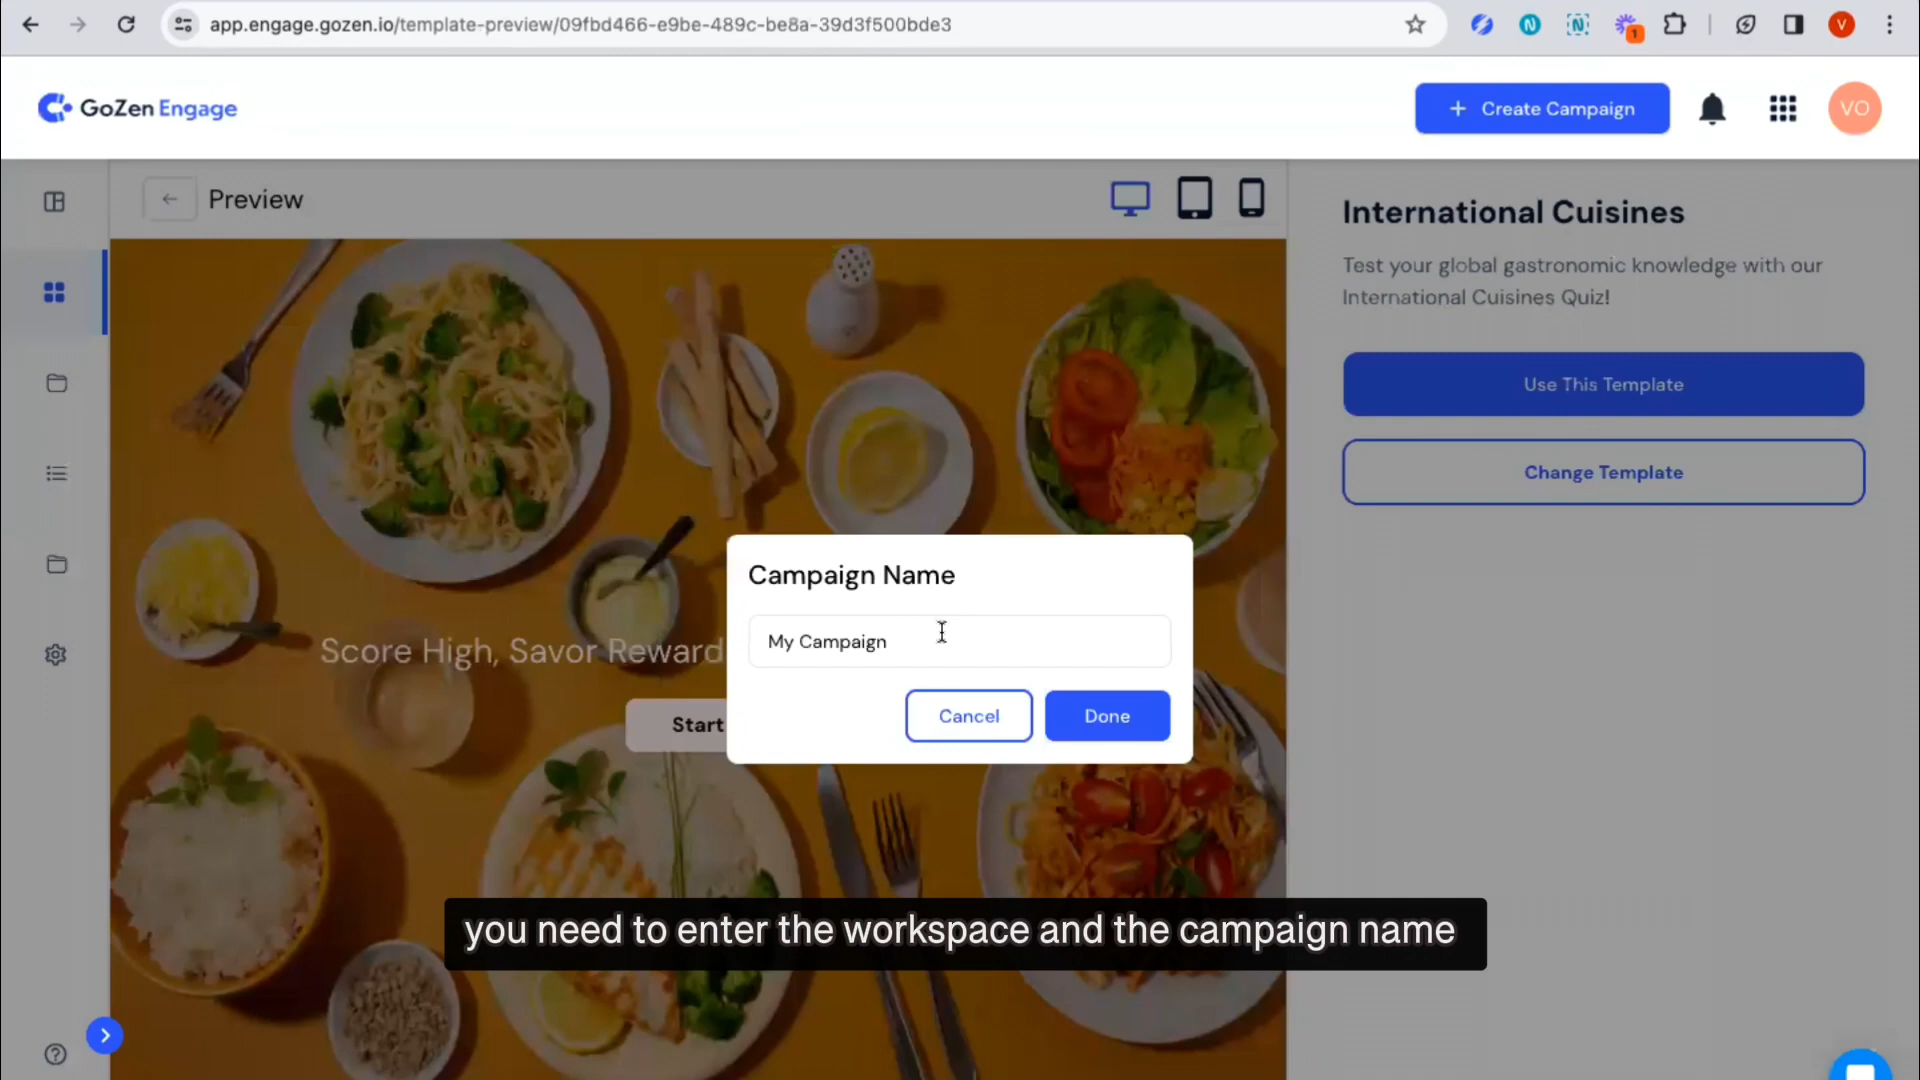 app.engage.gozen.io/template-preview/09fbd466-e9be-489c-be8a-39d3f500bde3
1
V
GoZen Engage
+ Create Campaign
VO
Preview
International Cuisines
Test your global gastronomic knowledge with our
International Cuisines Quiz!
Use This Template
Change Template
Campaign Name
My Campaign
Score High, Savor Reward
Cancel
Done
Start
you need to enter the workspace and the campaign name